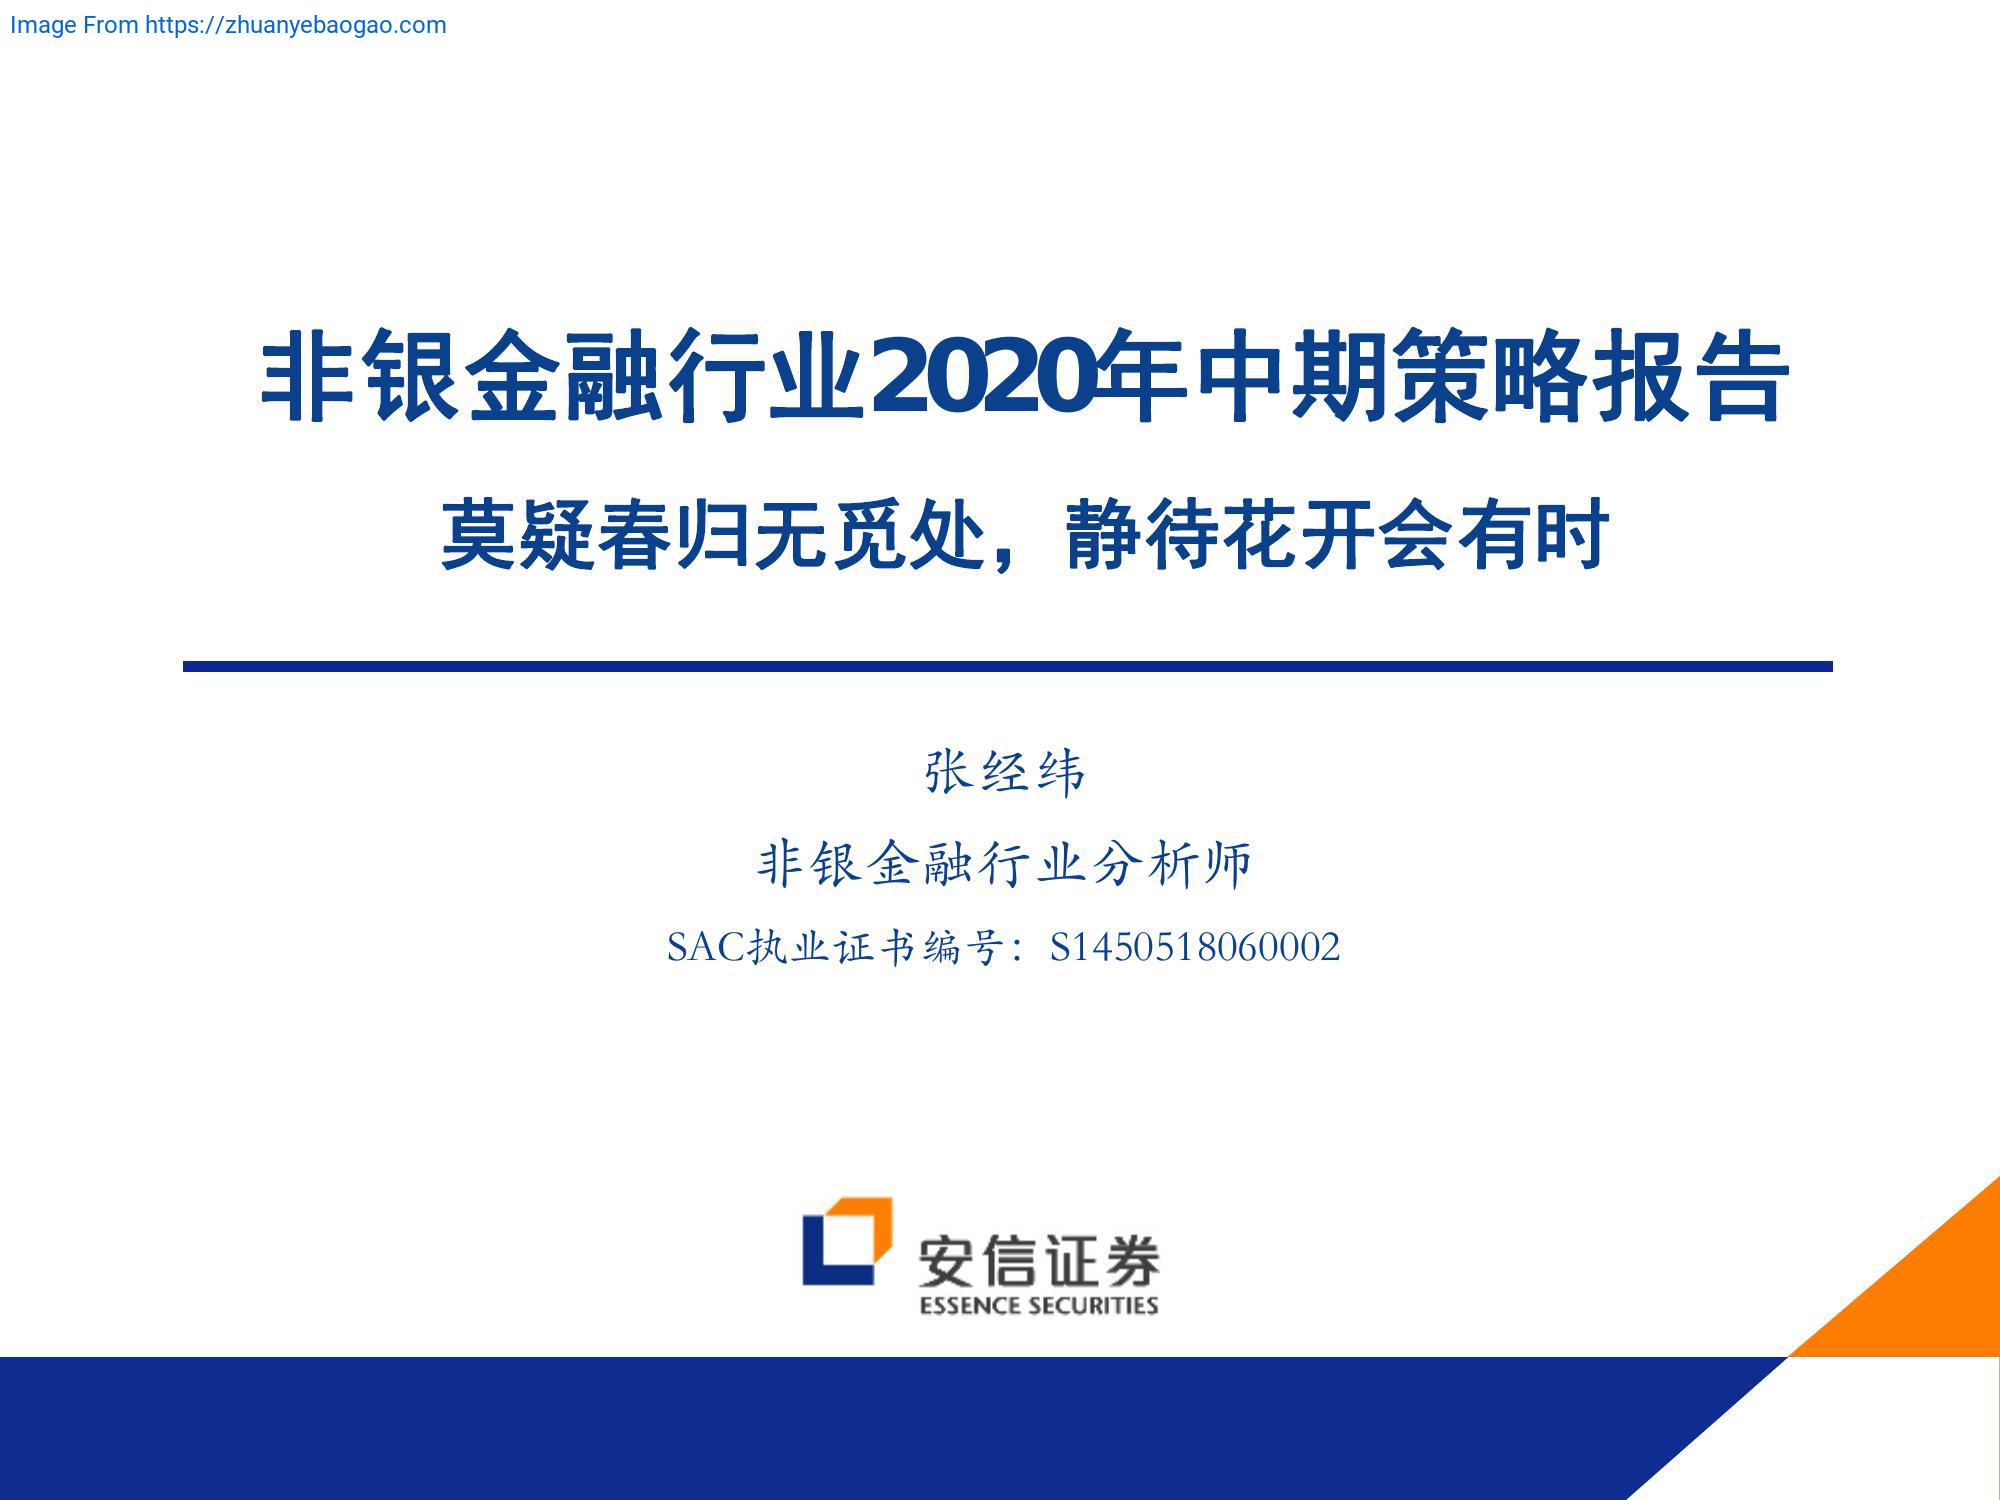 Image From https://zhuanyebaogao.com
非银金融行业2020年中期策略报告
莫疑春归无觅处，静待花开会有时
张经纬
非银金融行业分析师
SAC执业证书编号：S1450518060002
安信证券
ESSENCE SECURITIES